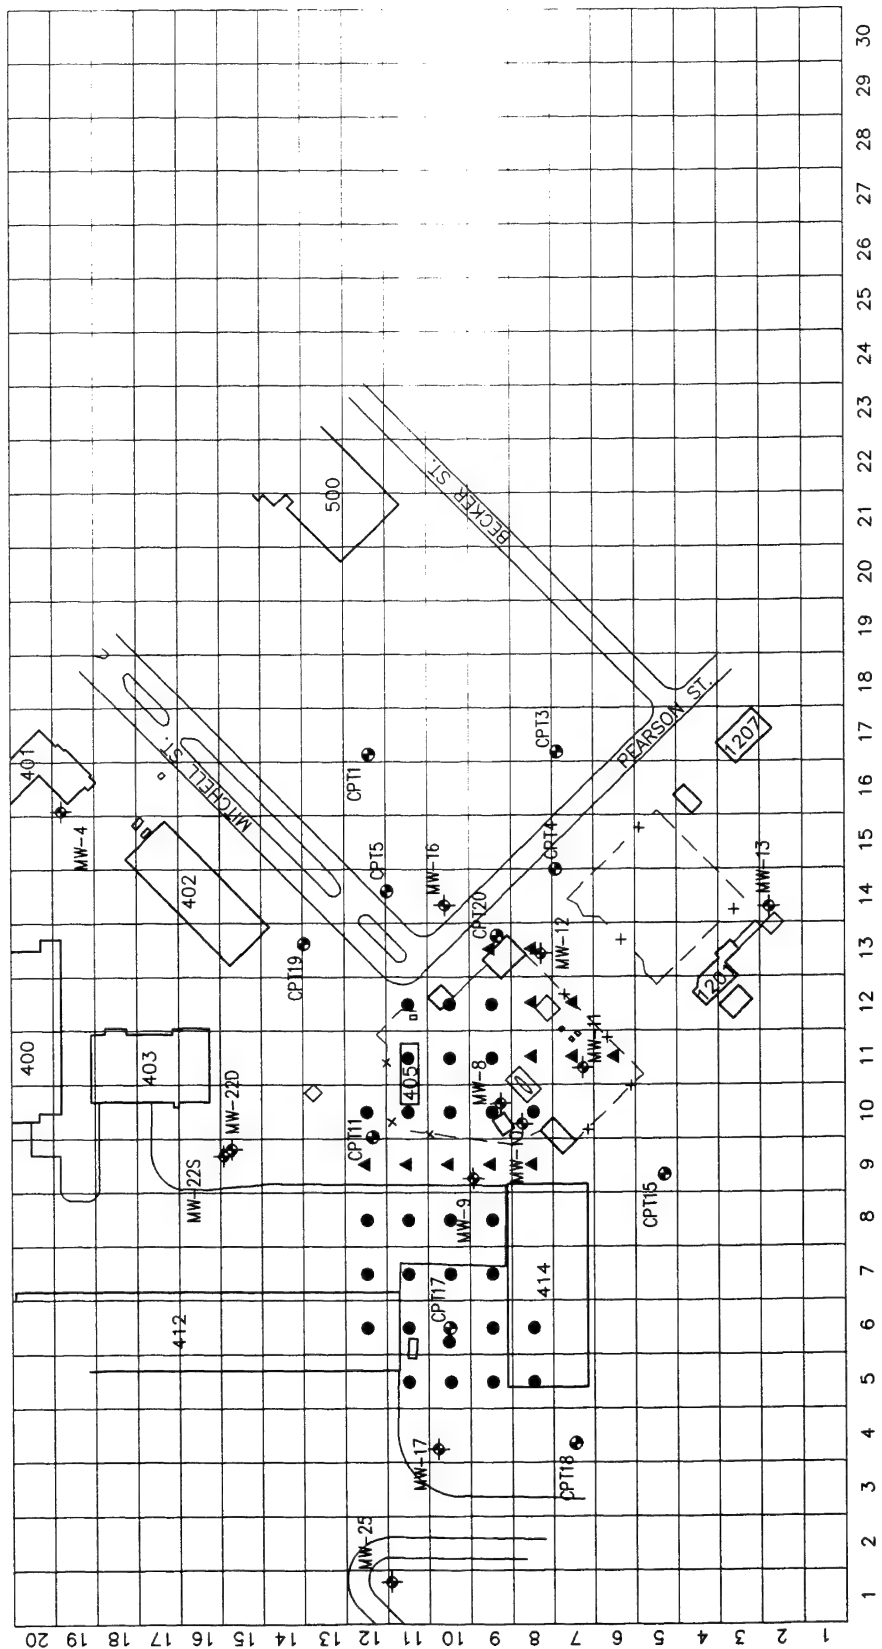 400
401
MW-4
403
402
MITCHELL ST.
500
MW-22S
MW-22D
CPT19
412
CPT11
405
CPT5
CPT1
MW-25
MW-17
CPT17
MW-9
MW-8
MW-10
MW-16
CPT20
BECKER ST.
414
MW-12
CPT4
CPT3
CPT18
MW-11
PEARSON ST.
CPT15
1201
MW-13
1207
20 19 18 17 16 15 14 13 12 11 10 9 8 7 6 5 4 3 2 1
1 2 3 4 5 6 7 8 9 10 11 12 13 14 15 16 17 18 19 20 21 22 23 24 25 26 27 28 29 30